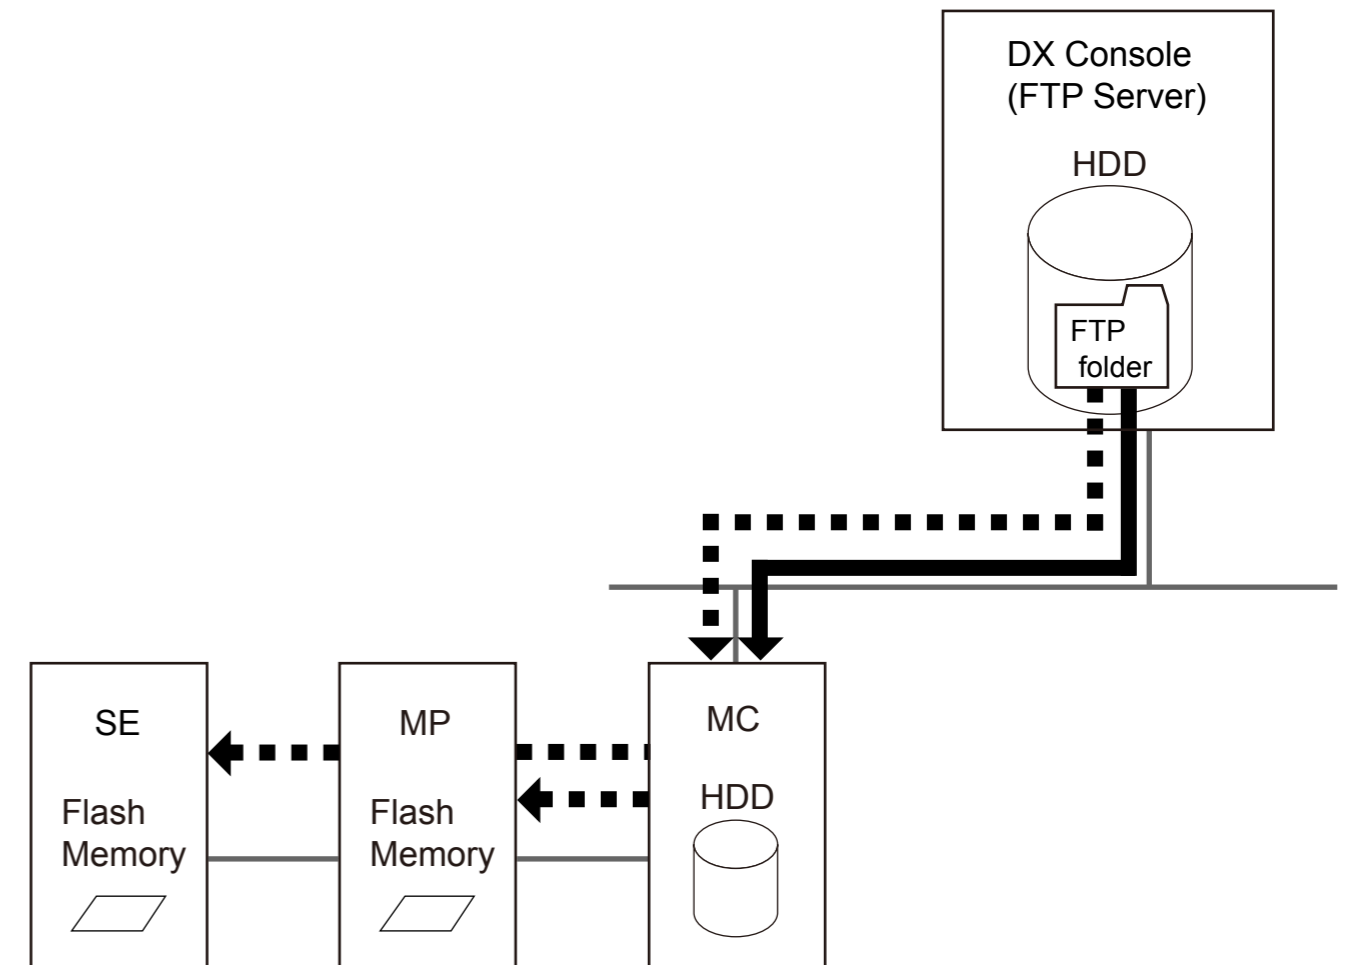 DX Console
(FTP Server)
HDD
FTP
folder
SE
MP
MC
HDD
Flash
Memory
Flash
Memory